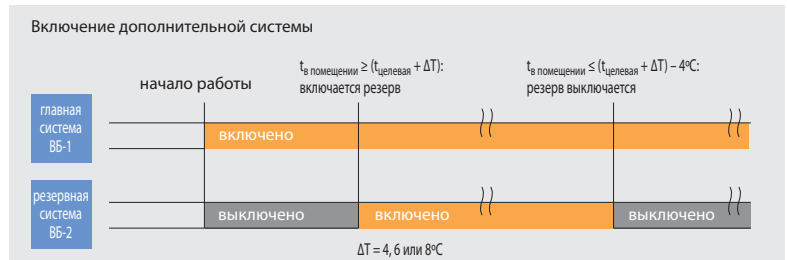 Включение дополнительной системы
начало работы
tв помещении ≥ (tцелевая + ΔT):
включается резерв
tв помещении ≤ (tцелевая + ΔT) – 4ºC:
резерв выключается
главная
система
ВБ-1
включено
резервная
система
ВБ-2
выключено
включено
выключено
ΔT = 4, 6 или 8ºC